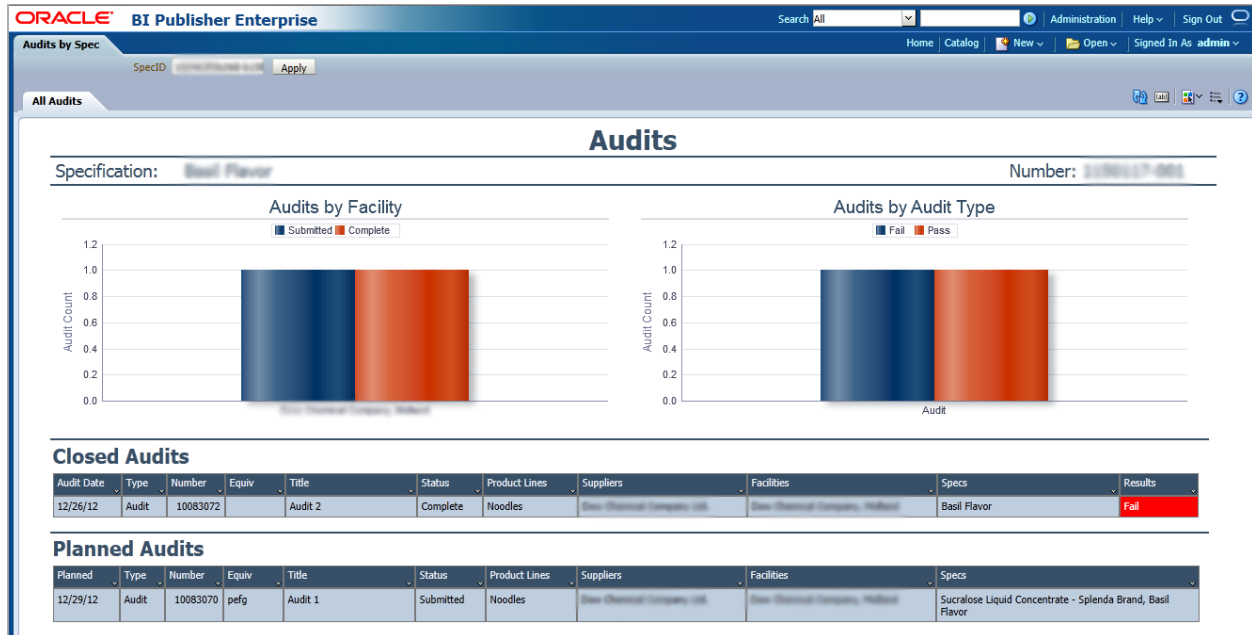 ORACLE BI Publisher Enterprise Search All Administration Help Sign Out
Audits by Spec Home Catalog New Open Signed In As admin
SpecID Apply
All Audits
Audits
Specification: Number:
Audits by Facility
Submitted Complete
1.2
1.0
0.8
0.6
0.4
0.2
0.0
Audit Count
Audits by Audit Type
Fail Pass
1.2
1.0
0.8
0.6
0.4
0.2
0.0
Audit Count
Audit
Closed Audits
Audit Date Type Number Equiv Title Status Product Lines Suppliers Facilities Specs Results
12/26/12 Audit 10083072 Audit 2 Complete Noodles Basil Flavor Fail
Planned Audits
Planned Type Number Equiv Title Status Product Lines Suppliers Facilities Specs
12/29/12 Audit 10083070 pefg Audit 1 Submitted Noodles Sucralose Liquid Concentrate - Splenda Brand, Basil
Flavor